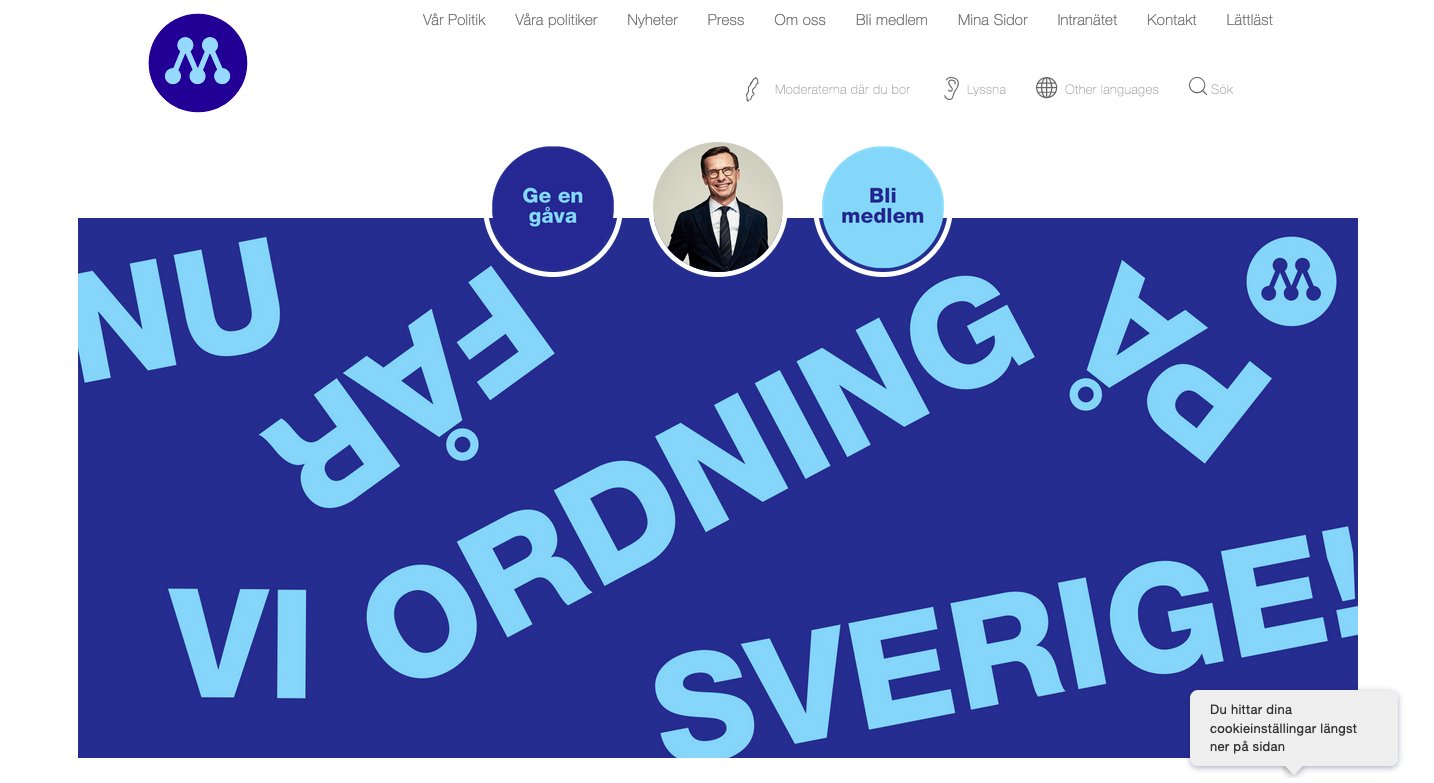 Vår Politik Våra politiker Nyheter Press Om oss Bli medlem Mina Sidor Intranätet Kontakt Lättläst
Moderaterna där du bor Lyssna Other languages Sök
Ge en
gåva
Bli
medlem
NU
FÅR
VI
ORDNING
PÅ
SVERIGE!
Du hittar dina
cookieinställingar längst
ner på sidan